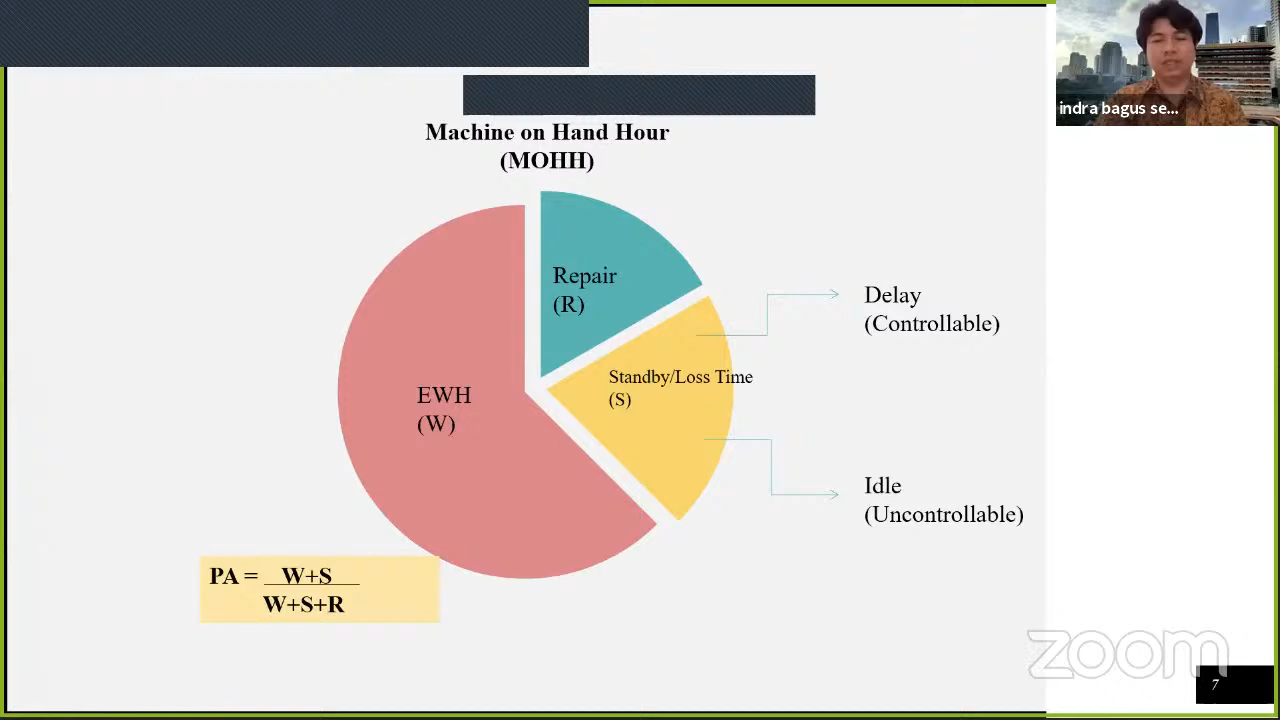 indra bagus se...
Machine on Hand Hour
(MOHH)
Repair
(R)
Delay
(Controllable)
Standby/Loss Time
(S)
EWH
(W)
Idle
(Uncontrollable)
PA = W+S
W+S+R
zoom
7